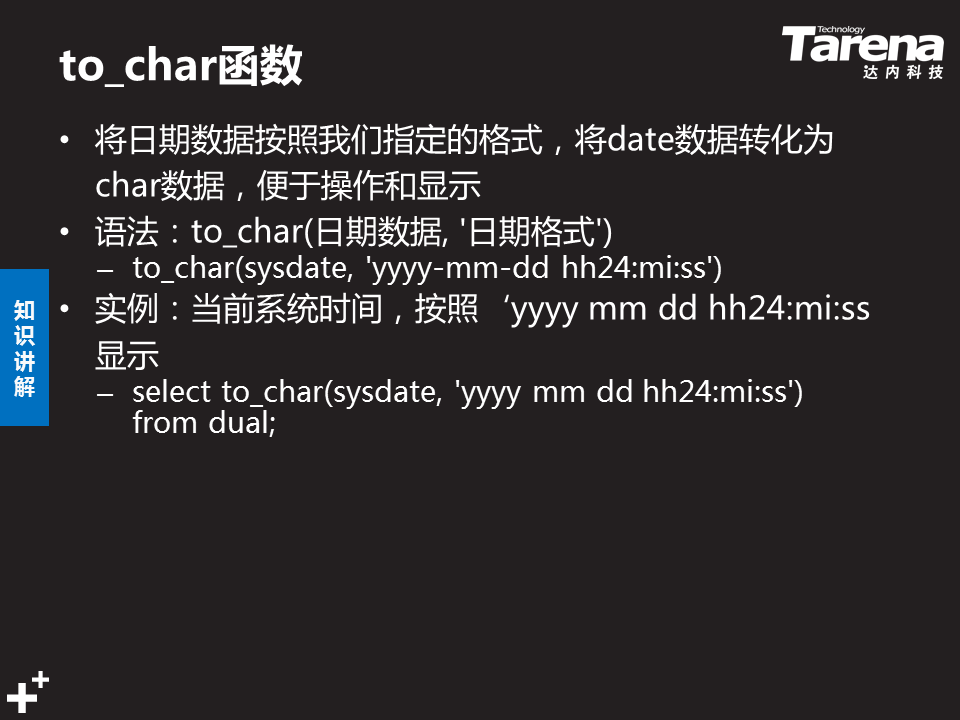 to_char函数
Technology
Tarena
达内科技
• 将日期数据按照我们指定的格式，将date数据转化为
char数据，便于操作和显示
• 语法：to_char(日期数据, '日期格式')
– to_char(sysdate, 'yyyy-mm-dd hh24:mi:ss')
• 实例：当前系统时间，按照‘yyyy mm dd hh24:mi:ss
显示
– select to_char(sysdate, 'yyyy mm dd hh24:mi:ss')
from dual;
知
识
讲
解